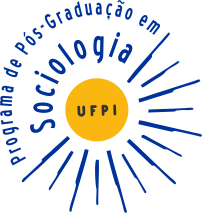 Programa de Pós-Graduação em
Sociologia
UFPI